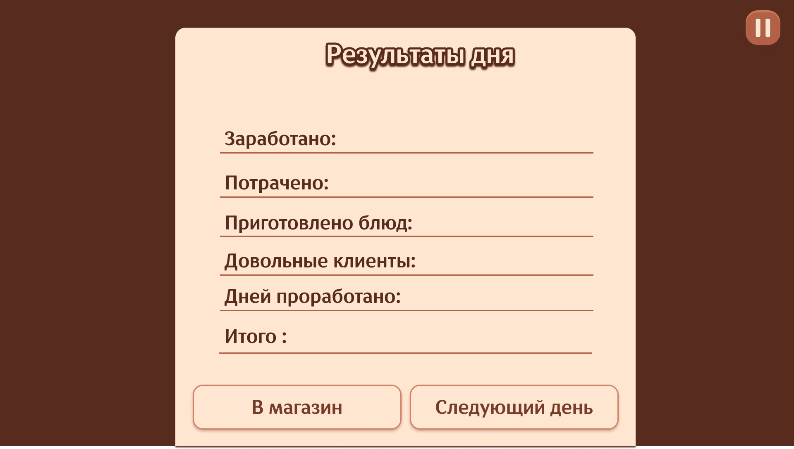 Результаты дня
Заработано:
Потрачено:
Приготовлено блюд:
Довольные клиенты:
Дней проработано:
Итого :
В магазин
Следующий день